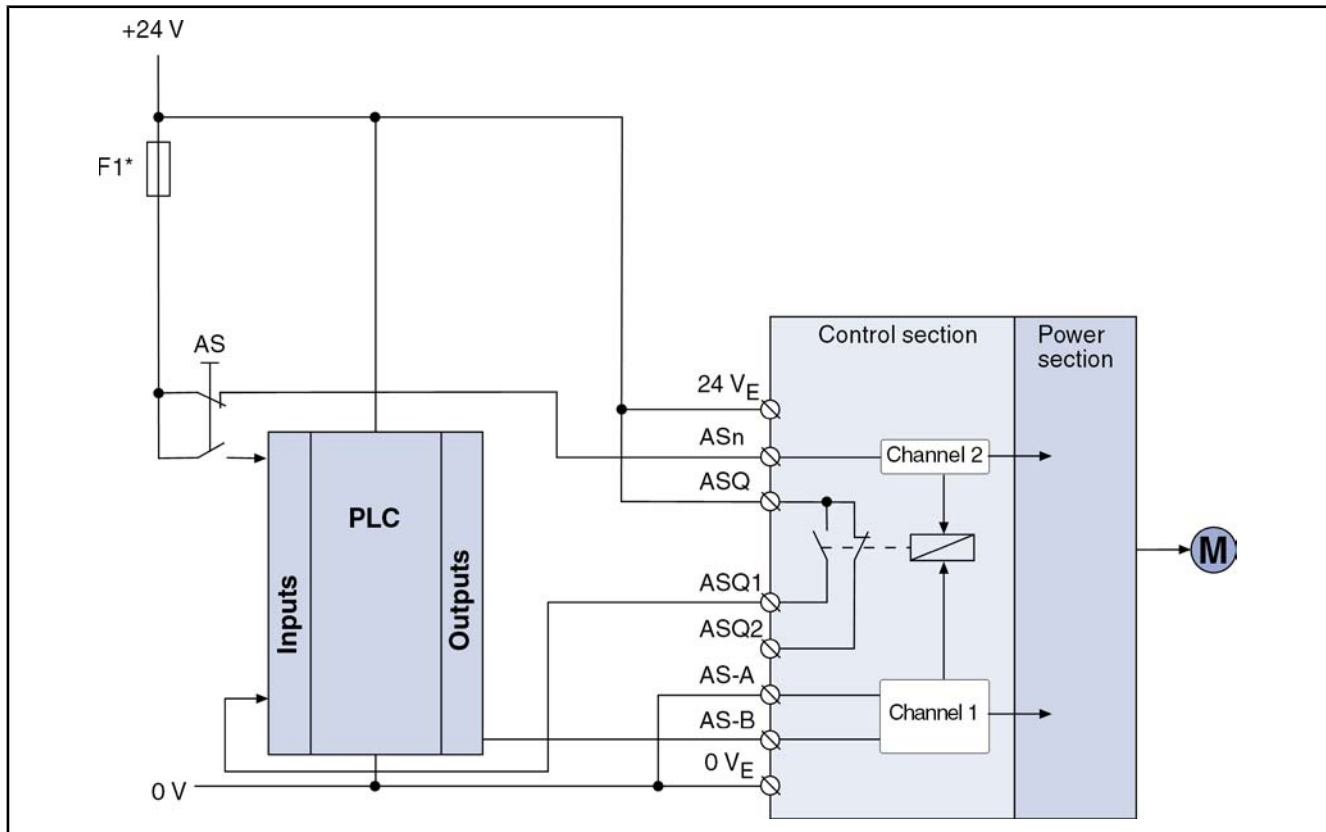 +24 V
F1*
AS
Inputs
PLC
Outputs
0 V
Control section
Power
section
24 VE
ASn
ASQ
ASQ1
ASQ2
AS-A
AS-B
0 VE
Channel 2
Channel 1
M